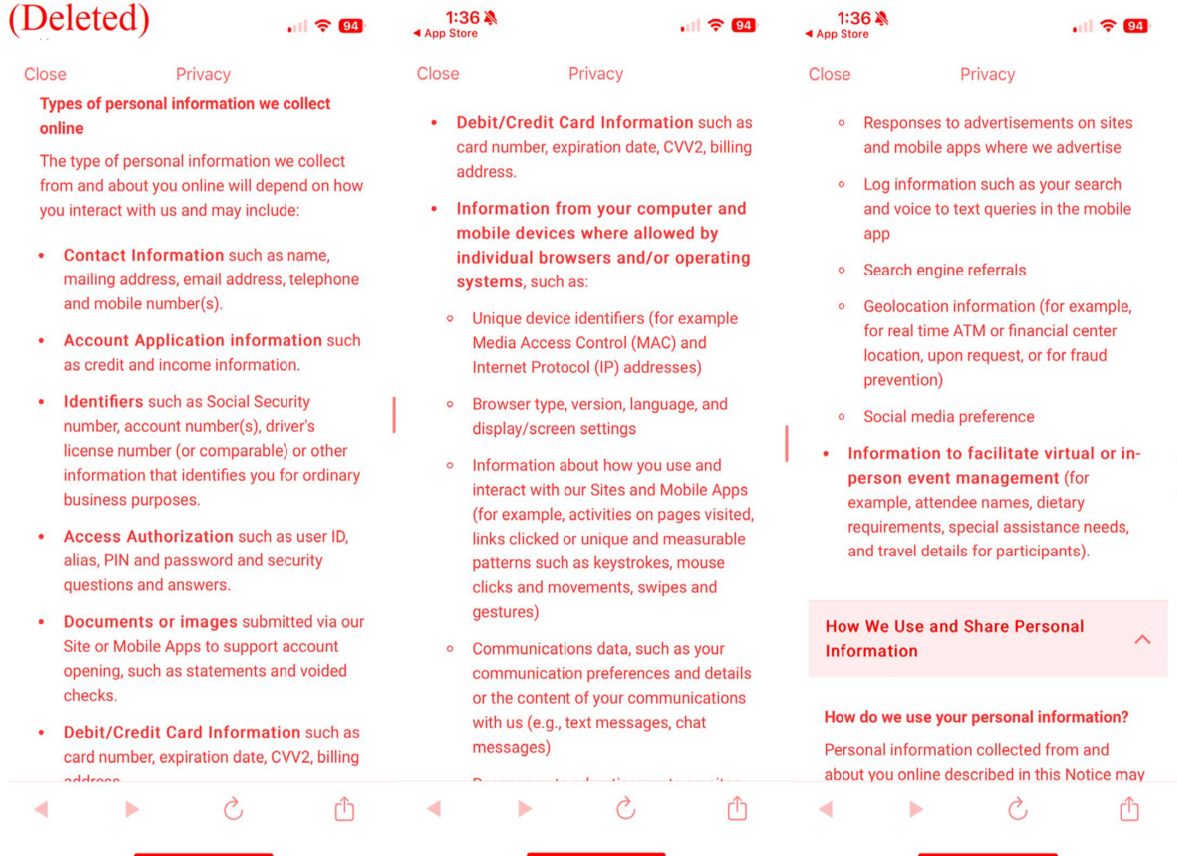 (Deleted)
94
Close
Privacy
Types of personal information we collect
online
The type of personal information we collect
from and about you online will depend on how
you interact with us and may include:
• Contact Information such as name,
mailing address, email address, telephone
and mobile number(s).
• Account Application information such
as credit and income information.
• Identifiers such as Social Security
number, account number(s), driver's
license number (or comparable) or other
information that identifies you for ordinary
business purposes.
• Access Authorization such as user ID,
alias, PIN and password and security
questions and answers.
• Documents or images submitted via our
Site or Mobile Apps to support account
opening, such as statements and voided
checks.
• Debit/Credit Card Information such as
card number, expiration date, CVV2, billing
address
1:36
94
◀ App Store
Close
Privacy
• Debit/Credit Card Information such as
card number, expiration date, CVV2, billing
address.
• Information from your computer and
mobile devices where allowed by
individual browsers and/or operating
systems, such as:
○ Unique device identifiers (for example
Media Access Control (MAC) and
Internet Protocol (IP) addresses)
○ Browser type, version, language, and
display/screen settings
○ Information about how you use and
interact with our Sites and Mobile Apps
(for example, activities on pages visited,
links clicked or unique and measurable
patterns such as keystrokes, mouse
clicks and movements, swipes and
gestures)
○ Communications data, such as your
communication preferences and details
or the content of your communications
with us (e.g., text messages, chat
messages)
1:36
94
◀ App Store
Close
Privacy
○ Responses to advertisements on sites
and mobile apps where we advertise
○ Log information such as your search
and voice to text queries in the mobile
app
○ Search engine referrals
○ Geolocation information (for example,
for real time ATM or financial center
location, upon request, or for fraud
prevention)
○ Social media preference
• Information to facilitate virtual or in-
person event management (for
example, attendee names, dietary
requirements, special assistance needs,
and travel details for participants).
How We Use and Share Personal
Information
How do we use your personal information?
Personal information collected from and
about you online described in this Notice may